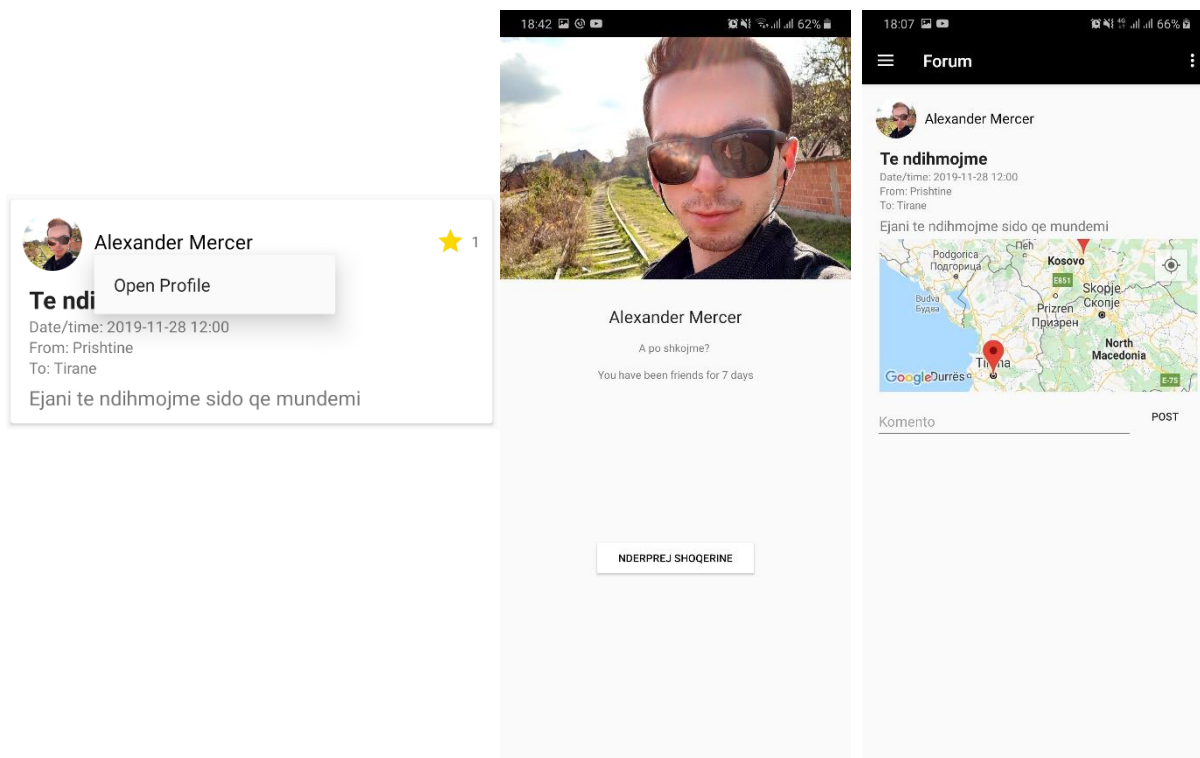 Alexander Mercer
1
Open Profile
Te ndi
Date/time: 2019-11-28 12:00
From: Prishtine
To: Tirane
Ejani te ndihmojme sido qe mundemi
18:42
62%
Alexander Mercer
A po shkojme?
You have been friends for 7 days
NDERPREJ SHOQERINE
18:07
4G
66%
Forum
Alexander Mercer
Te ndihmojme
Date/time: 2019-11-28 12:00
From: Prishtine
To: Tirane
Ejani te ndihmojme sido qe mundemi
Пећ
Podgorica
Подгорица
Kosovo
E851
Skopje
Скопје
Budva
Будва
Prizren
Призрен
North
Macedonia
Google
Durrës
E-75
Komento
POST